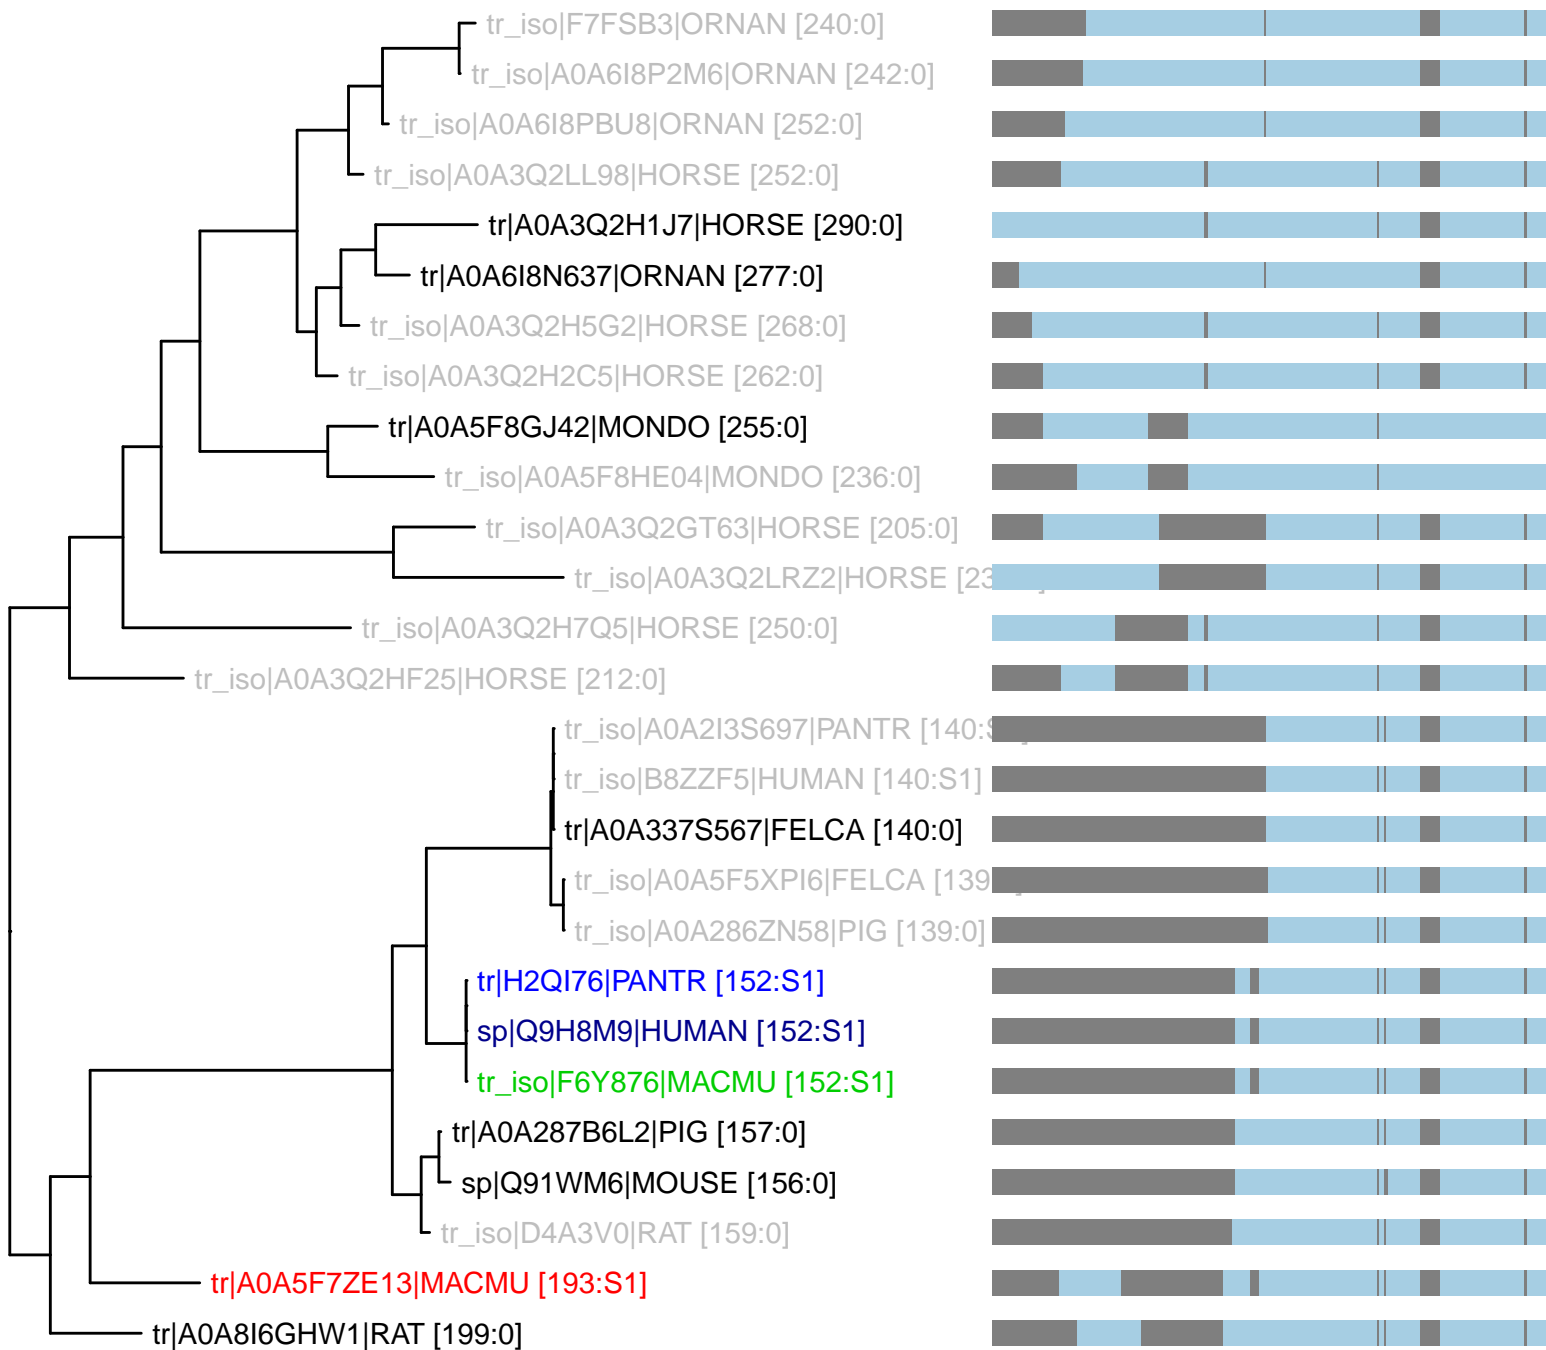 tr_iso|F7FSB3|ORNAN [240:0]
tr_iso|A0A6I8P2M6|ORNAN [242:0]
tr_iso|A0A6I8PBU8|ORNAN [252:0]
tr_iso|A0A3Q2LL98|HORSE [252:0]
tr|A0A3Q2H1J7|HORSE [290:0]
tr|A0A6I8N637|ORNAN [277:0]
tr_iso|A0A3Q2H5G2|HORSE [268:0]
tr_iso|A0A3Q2H2C5|HORSE [262:0]
tr|A0A5F8GJ42|MONDO [255:0]
tr_iso|A0A5F8HE04|MONDO [236:0]
tr_iso|A0A3Q2GT63|HORSE [205:0]
tr_iso|A0A3Q2LRZ2|HORSE [23
tr_iso|A0A3Q2H7Q5|HORSE [250:0]
tr_iso|A0A3Q2HF25|HORSE [212:0]
tr_iso|A0A2I3S697|PANTR [140:S
tr_iso|B8ZZF5|HUMAN [140:S1]
tr|A0A337S567|FELCA [140:0]
tr_iso|A0A5F5XPI6|FELCA [139
tr_iso|A0A286ZN58|PIG [139:0]
tr|H2QI76|PANTR [152:S1]
sp|Q9H8M9|HUMAN [152:S1]
tr_iso|F6Y876|MACMU [152:S1]
tr|A0A287B6L2|PIG [157:0]
sp|Q91WM6|MOUSE [156:0]
tr_iso|D4A3V0|RAT [159:0]
tr|A0A5F7ZE13|MACMU [193:S1]
tr|A0A8I6GHW1|RAT [199:0]